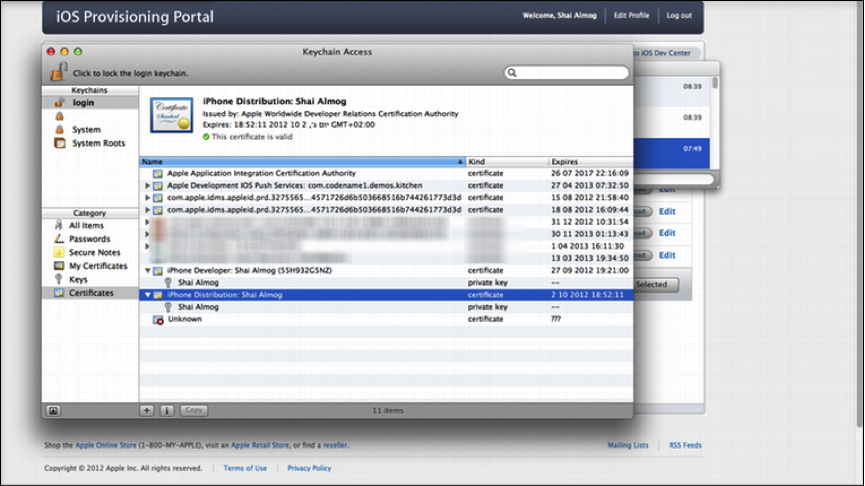 iOS Provisioning Portal
Welcome, Shai Almog
Edit Profile
Log out
Keychain Access
to iOS Dev Center
Click to lock the login keychain.
Keychains
login
System
System Roots
iPhone Distribution: Shai Almog
Issued by: Apple Worldwide Developer Relations Certification Authority
Expires: 18:52:11 2012 10 2 ,יום ג׳ GMT+02:00
This certificate is valid
08:39
08:39
07:49
Name Kind Expires
Apple Application Integration Certification Authority certificate 26 07 2017 22:16:09
Apple Development IOS Push Services: com.codename1.demos.kitchen certificate 27 04 2013 07:32:50
com.apple.idms.appleid.prd.3275565...4571726d6b503668516b744261773d3d certificate 15 08 2012 21:58:40
com.apple.idms.appleid.prd.3275565...4571726d6b503668516b744261773d3d certificate 18 08 2012 16:09:44
31 12 2012 10:31:54
30 11 2013 01:13:43
1 04 2013 16:11:30
13 03 2013 19:34:50
iPhone Developer: Shai Almog (55H932G5NZ) certificate 27 09 2012 19:21:00
Shai Almog private key --
iPhone Distribution: Shai Almog certificate 2 10 2012 18:52:11
Shai Almog private key --
Unknown certificate ???
Category
All Items
Passwords
Secure Notes
My Certificates
Keys
Certificates
Edit
Edit
Edit
Edit
Selected
Copy
11 items
Shop the Apple Online Store (1-800-MY-APPLE), visit an Apple Retail Store, or find a reseller.
Mailing Lists
RSS Feeds
Copyright © 2012 Apple Inc. All rights reserved.
Terms of Use
Privacy Policy